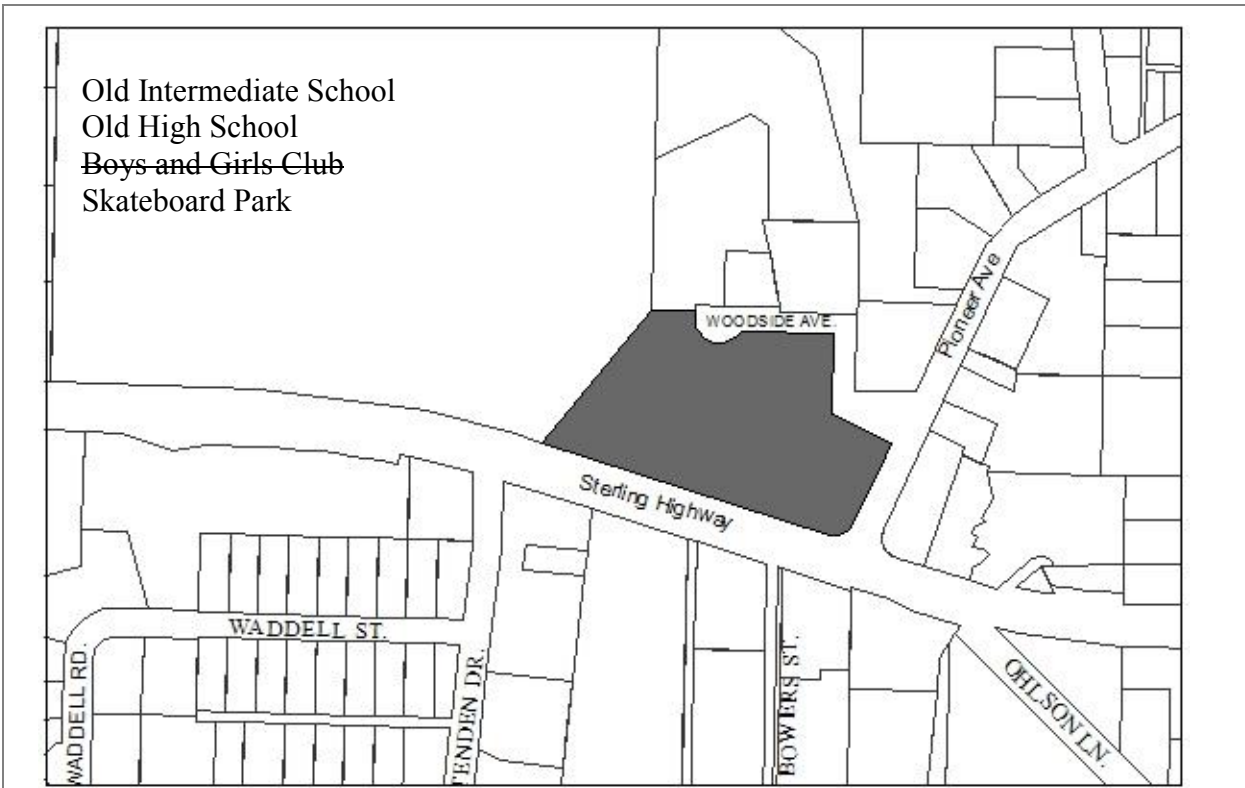 Old Intermediate School
Old High School
~~Boys and Girls Club~~
Skateboard Park
WOODSIDE AVE.
Pioneer Ave
Sterling Highway
WADDELL ST.
WADDELL RD.
TENDEN DR.
BOWERS ST.
OHLSON LN.